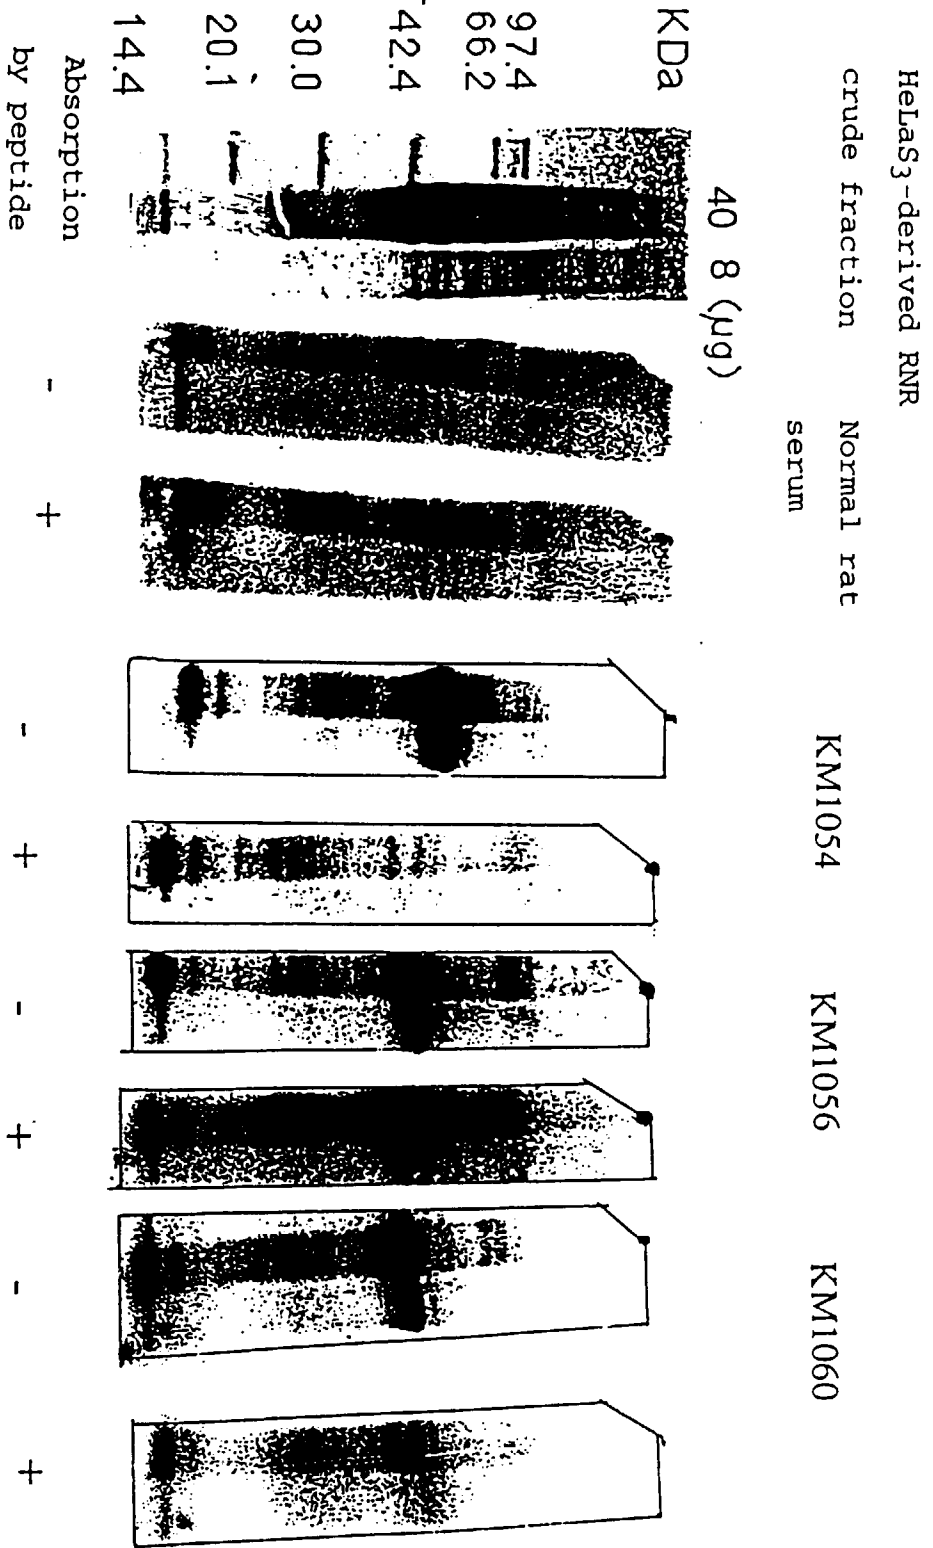 HeLaS3-derived RNR
crude fraction
Normal rat
serum
KM1054
KM1056
KM1060
40 8 (μg)
KDa
97.4
66.2
42.4
30.0
20.1
14.4
Absorption
by peptide
- + - + - + - +